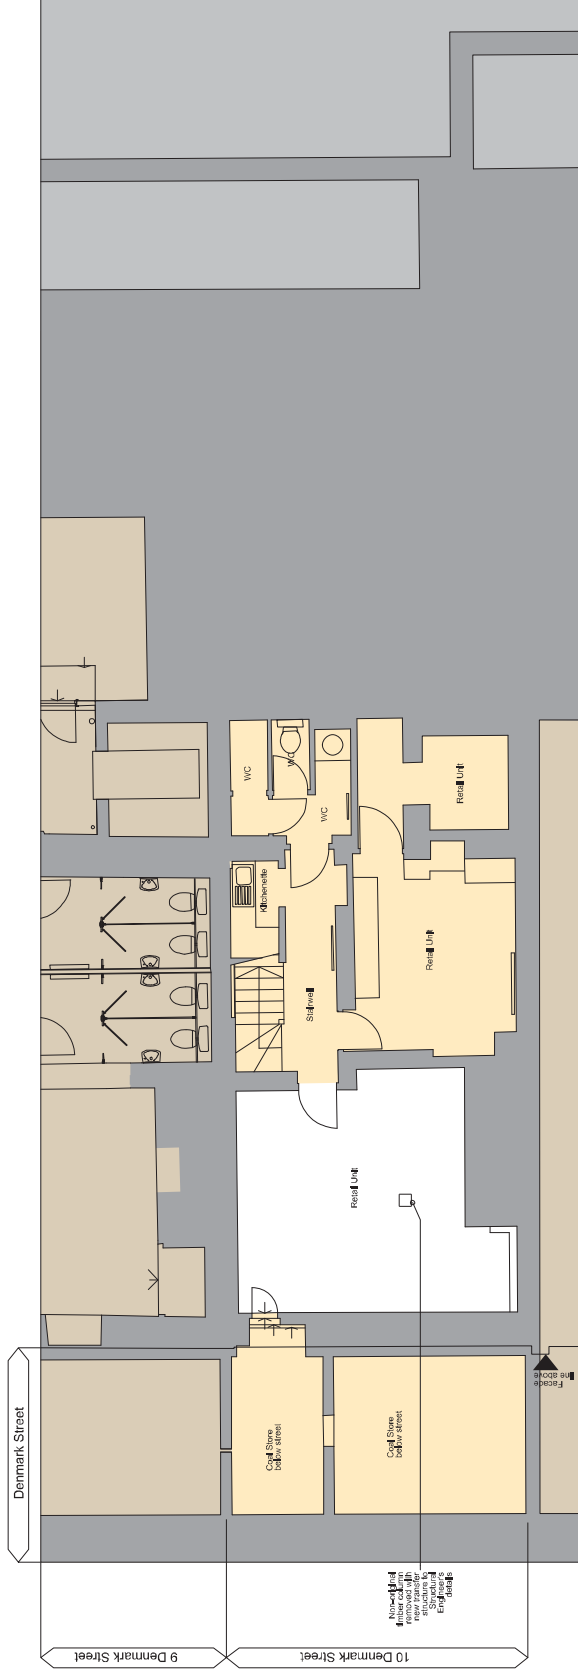 WC
WC
WC
Retail Unit
Kitchenette
Retail Unit
Stairwell
Retail Unit
Coal Store
below street
Coal Store
below street
Facade
line above
Denmark Street
Non-original
timber column
removed with
new transfer
structure to
Structural
Engineer's
details
9 Denmark Street
10 Denmark Street